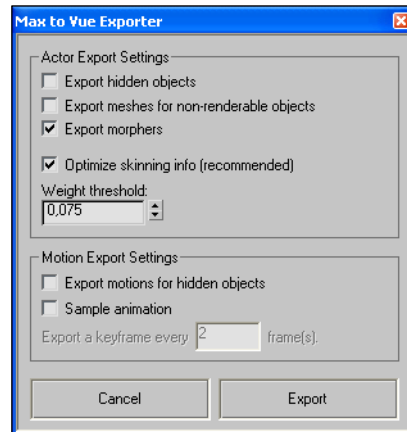 Max to Vue Exporter
Actor Export Settings
Export hidden objects
Export meshes for non-renderable objects
Export morphers
Optimize skinning info (recommended)
Weight threshold:
0,075
Motion Export Settings
Export motions for hidden objects
Sample animation
Export a keyframe every 2 frame(s).
Cancel Export